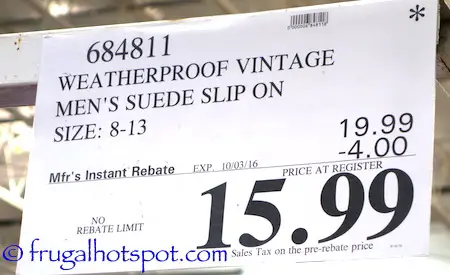 684811 *
WEATHERPROOF VINTAGE
MEN'S SUEDE SLIP ON
SIZE: 8-13
19.99
Mfr's Instant Rebate EXP. 10/03/16 -4.00
PRICE AT REGISTER
15.99
NO
REBATE LIMIT
Sales Tax on the pre-rebate price
© frugalhotspot.com